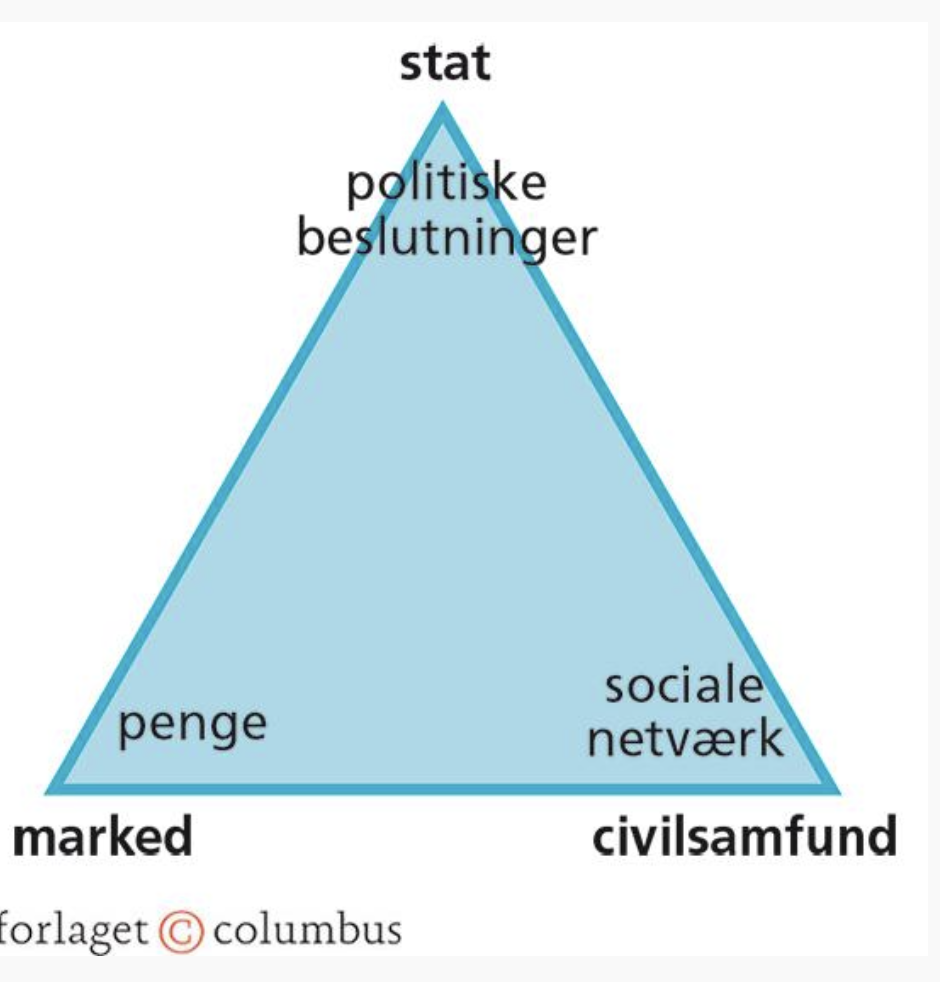 stat
politiske
beslutninger
penge
sociale
netværk
marked
civilsamfund
forlaget © columbus